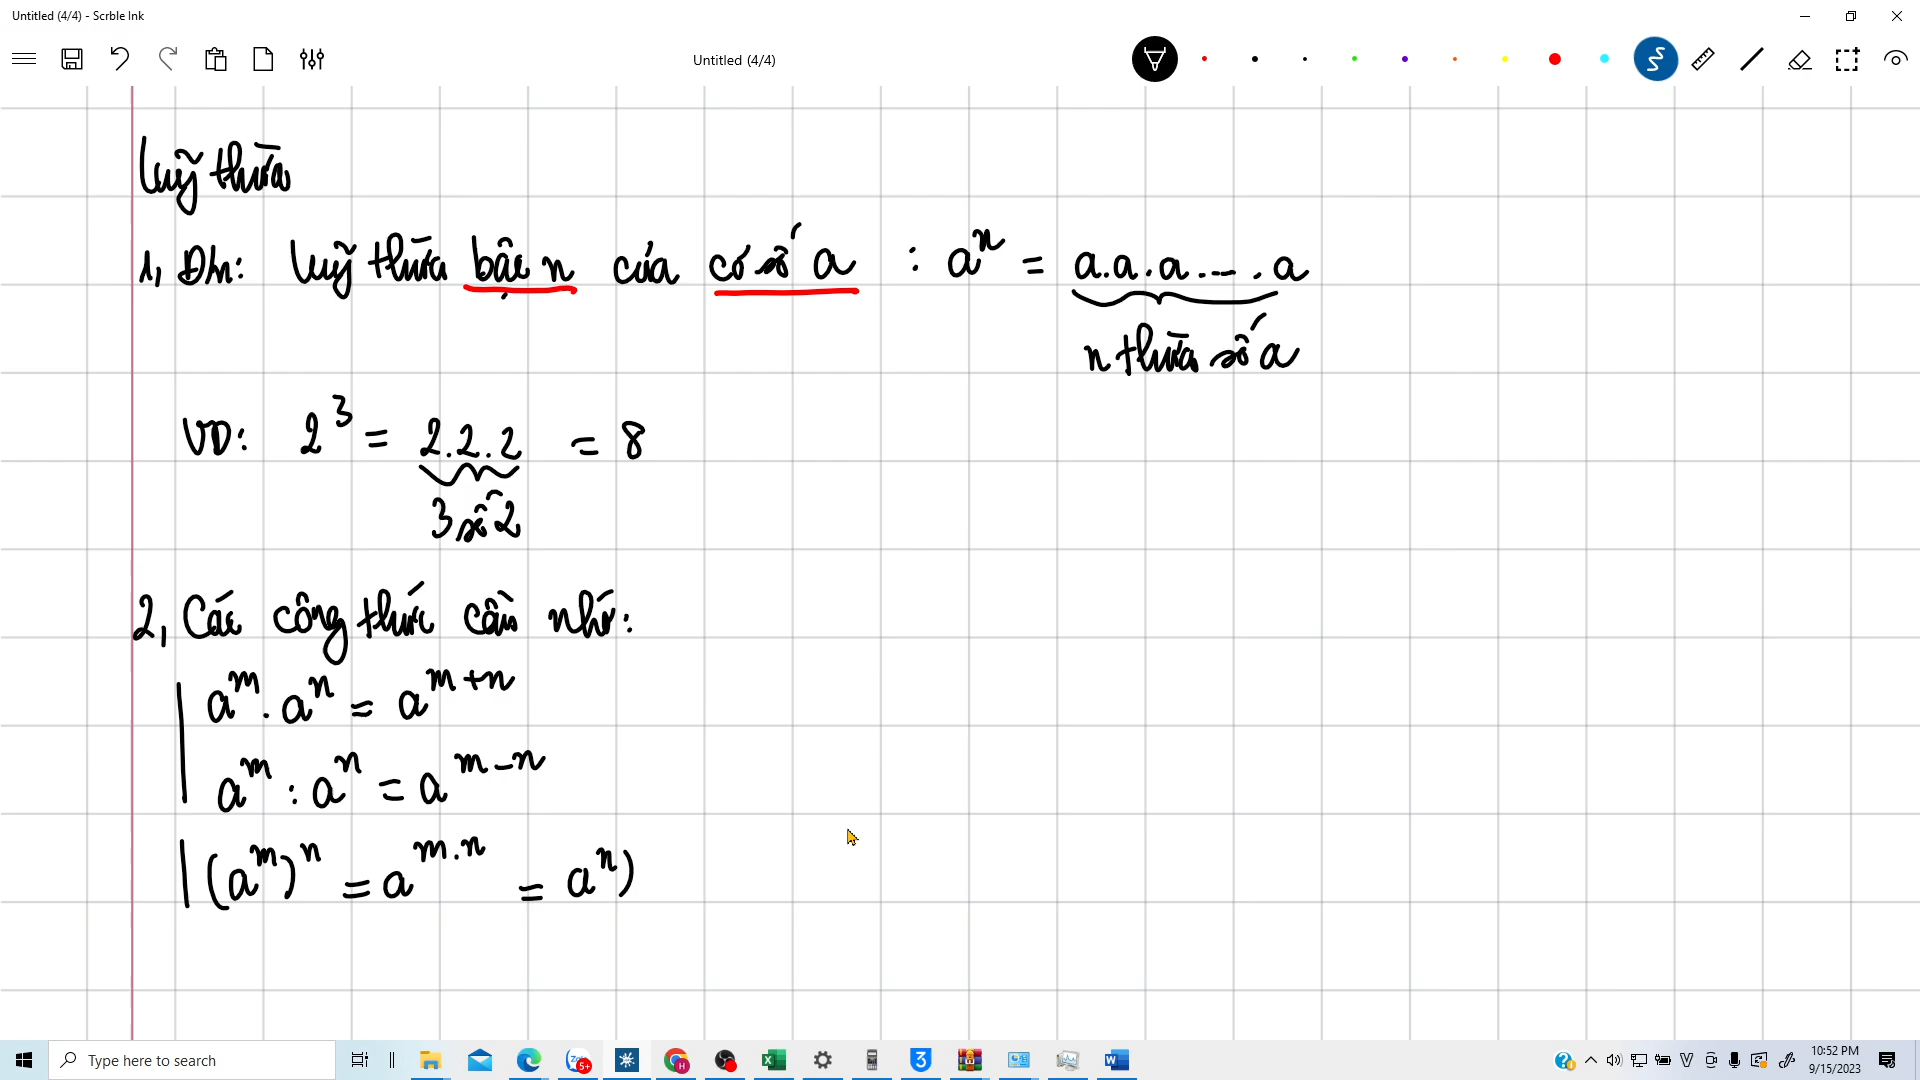 Untitled (4/4) - Scrble Ink
Untitled (4/4)
Luỹ thừa
1, Đ/n: luỹ thừa bậc n của cơ số a : aⁿ = a.a.a. ... .a
n thừa số a
VD: 2³ = 2.2.2 = 8
3 số 2
2, Các công thức cần nhớ:
aᵐ . aⁿ = aᵐ⁺ⁿ
aᵐ : aⁿ = aᵐ⁻ⁿ
(aᵐ)ⁿ = a^(m.n) = aⁿ)
Type here to search
10:52 PM
9/15/2023